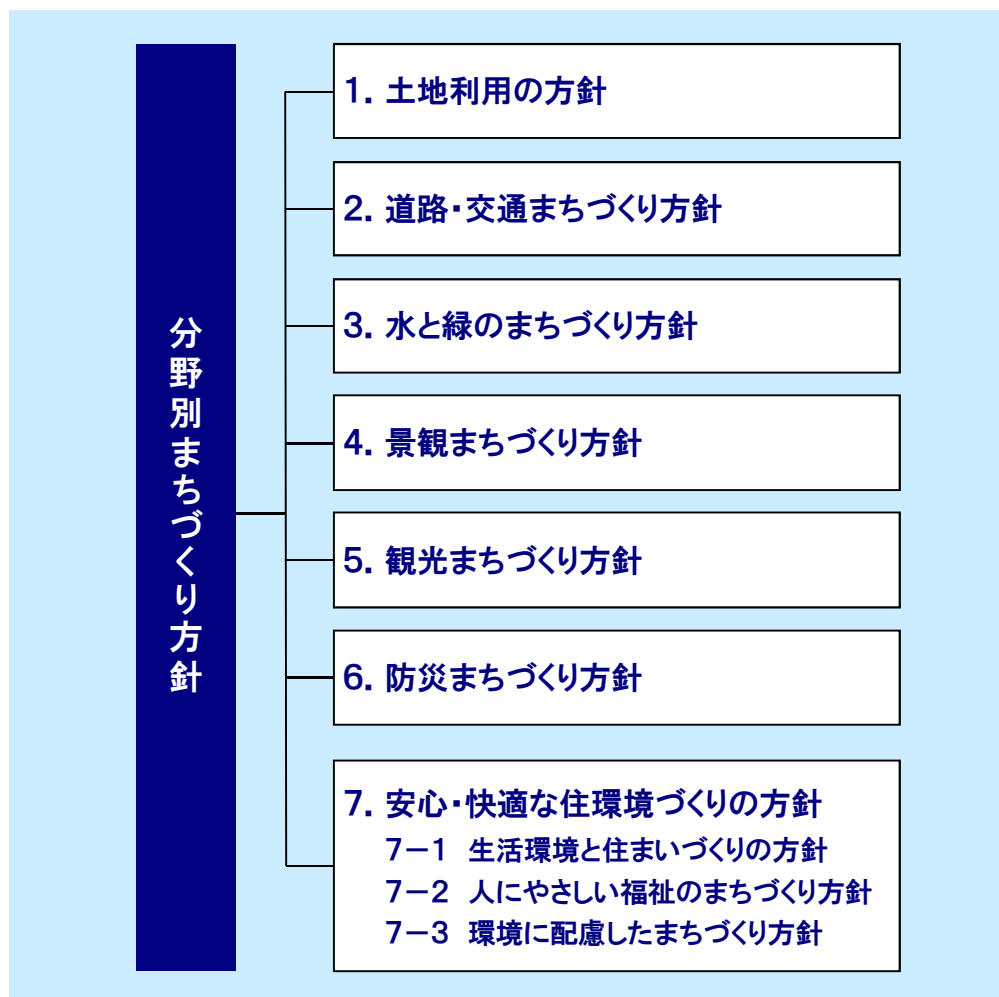 分野別まちづくり方針
1. 土地利用の方針
2. 道路・交通まちづくり方針
3. 水と緑のまちづくり方針
4. 景観まちづくり方針
5. 観光まちづくり方針
6. 防災まちづくり方針
7. 安心・快適な住環境づくりの方針
7－1　生活環境と住まいづくりの方針
7－2　人にやさしい福祉のまちづくり方針
7－3　環境に配慮したまちづくり方針